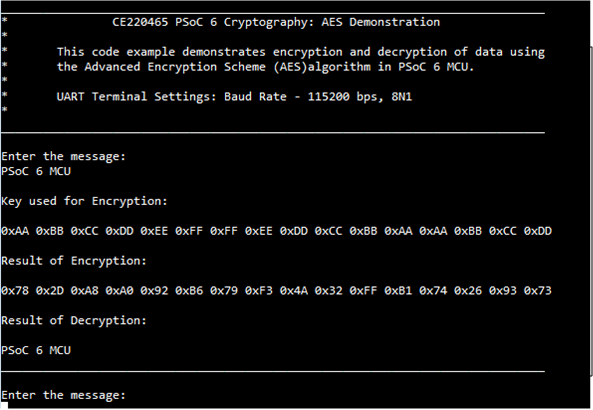 * CE220465 PSoC 6 Cryptography: AES Demonstration
*
* This code example demonstrates encryption and decryption of data using
* the Advanced Encryption Scheme (AES)algorithm in PSoC 6 MCU.
*
* UART Terminal Settings: Baud Rate - 115200 bps, 8N1
*
Enter the message:
PSoC 6 MCU
Key used for Encryption:
0xAA 0xBB 0xCC 0xDD 0xEE 0xFF 0xFF 0xEE 0xDD 0xCC 0xBB 0xAA 0xAA 0xBB 0xCC 0xDD
Result of Encryption:
0x78 0x2D 0xA8 0xA0 0x92 0xB6 0x79 0xF3 0x4A 0x32 0xFF 0xB1 0x74 0x26 0x93 0x73
Result of Decryption:
PSoC 6 MCU
Enter the message: